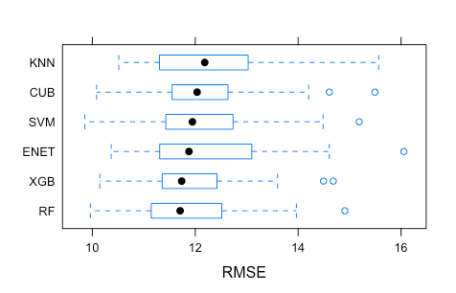 KNN
CUB
SVM
ENET
XGB
RF
10 12 14 16
RMSE